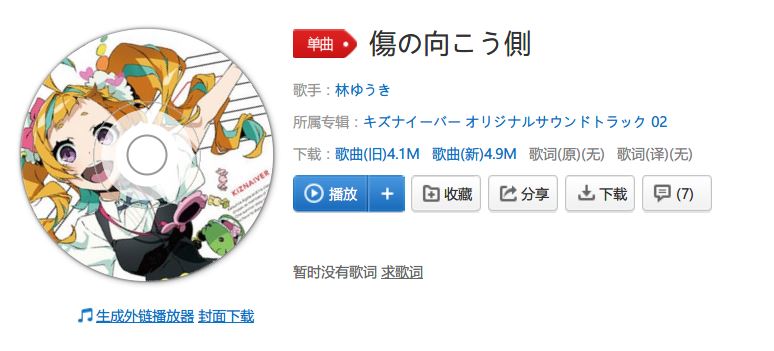 单曲
傷の向こう側
歌手：林ゆうき
所属专辑：キズナイーバー オリジナルサウンドトラック 02
下载：歌曲(旧)4.1M 歌曲(新)4.9M 歌词(原)(无) 歌词(译)(无)
播放 + 收藏 分享 下载 (7)
KIZNAIVER
暂时没有歌词 求歌词
生成外链播放器 封面下载